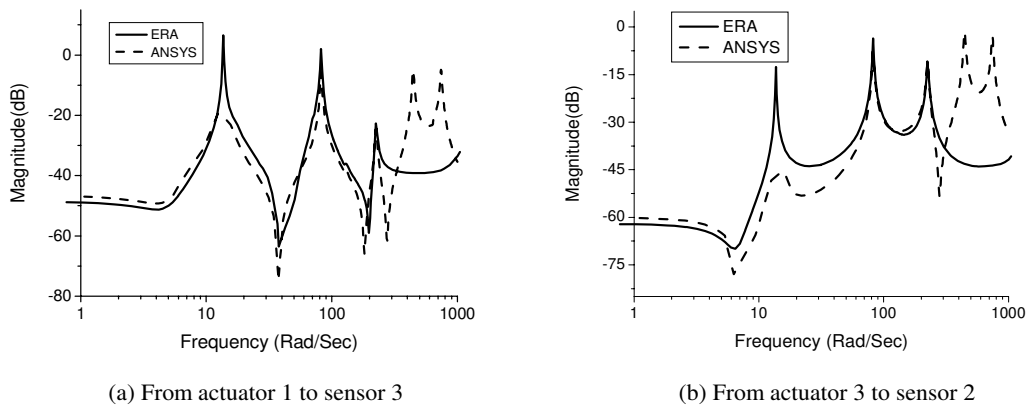 ERA
ANSYS
0
-20
-40
-60
-80
1
10
100
1000
Magnitude(dB)
Frequency (Rad/Sec)
(a) From actuator 1 to sensor 3
ERA
ANSYS
0
-15
-30
-45
-60
-75
1
10
100
1000
Magnitude(dB)
Frequency (Rad/Sec)
(b) From actuator 3 to sensor 2